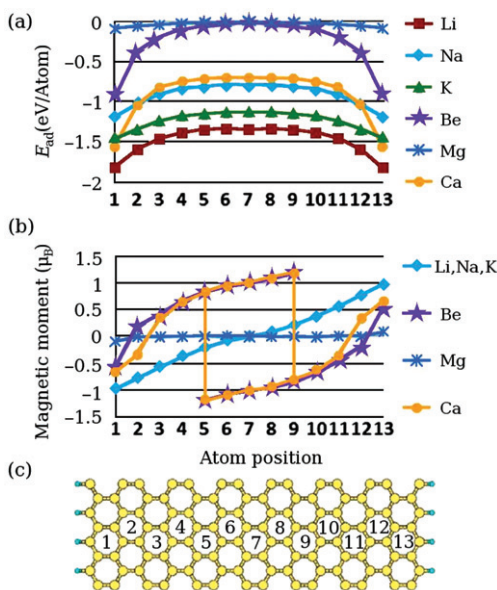 (a)
E_ad(eV/Atom)
0
−0.5
−1
−1.5
−2
1 2 3 4 5 6 7 8 9 10 11 12 13
Li
Na
K
Be
Mg
Ca
(b)
Magnetic moment (μ_B)
1.5
1
0.5
0
−0.5
−1
−1.5
1 2 3 4 5 6 7 8 9 10 11 12 13
Atom position
Li,Na,K
Be
Mg
Ca
(c)
1 2 3 4 5 6 7 8 9 10 11 12 13